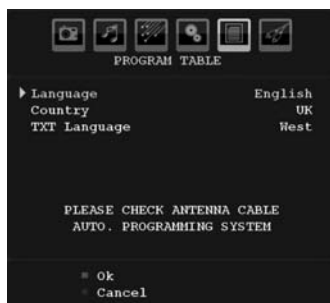 PROGRAM TABLE
Language English
Country UK
TXT Language West
PLEASE CHECK ANTENNA CABLE
AUTO. PROGRAMMING SYSTEM
Ok
Cancel